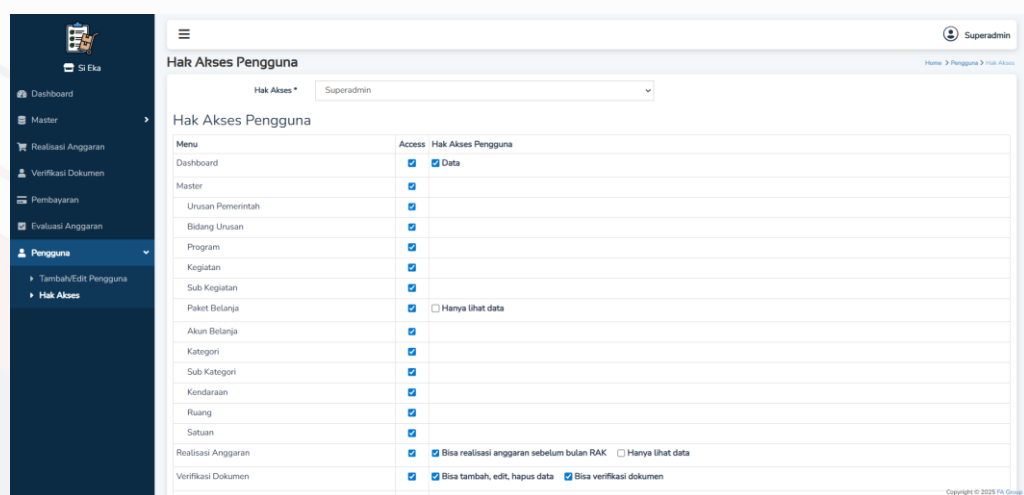 Superadmin
Si Eka
Hak Akses Pengguna
Home > Pengguna > Hak Akses
Dashboard
Master
Realisasi Anggaran
Verifikasi Dokumen
Pembayaran
Evaluasi Anggaran
Pengguna
Tambah/Edit Pengguna
Hak Akses
Hak Akses * Superadmin
Hak Akses Pengguna
Menu Access Hak Akses Pengguna
Dashboard Data
Master
Urusan Pemerintah
Bidang Urusan
Program
Kegiatan
Sub Kegiatan
Paket Belanja Hanya lihat data
Akun Belanja
Kategori
Sub Kategori
Kendaraan
Ruang
Satuan
Realisasi Anggaran Bisa realisasi anggaran sebelum bulan RAK Hanya lihat data
Verifikasi Dokumen Bisa tambah, edit, hapus data Bisa verifikasi dokumen
Copyright © 2025 FA Group